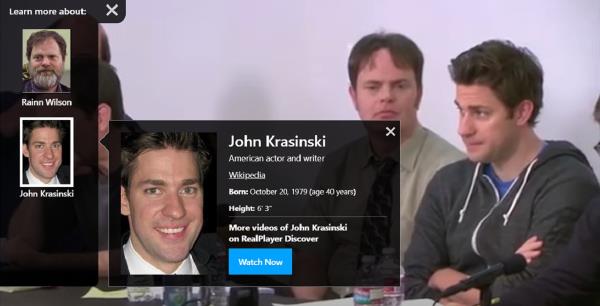 Learn more about:
Rainn Wilson
John Krasinski
John Krasinski
American actor and writer
Wikipedia
Born: October 20, 1979 (age 40 years)
Height: 6' 3"
More videos of John Krasinski
on RealPlayer Discover
Watch Now